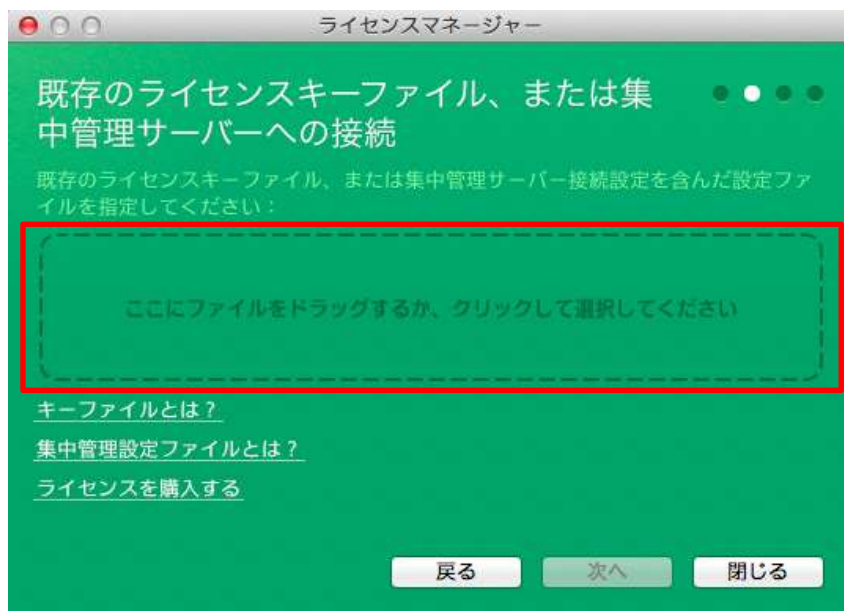 ライセンスマネージャー
既存のライセンスキーファイル、または集
中管理サーバーへの接続
既存のライセンスキーファイル、または集中管理サーバー接続設定を含んだ設定ファ
イルを指定してください：
ここにファイルをドラッグするか、クリックして選択してください
キーファイルとは？
集中管理設定ファイルとは？
ライセンスを購入する
戻る
次へ
閉じる